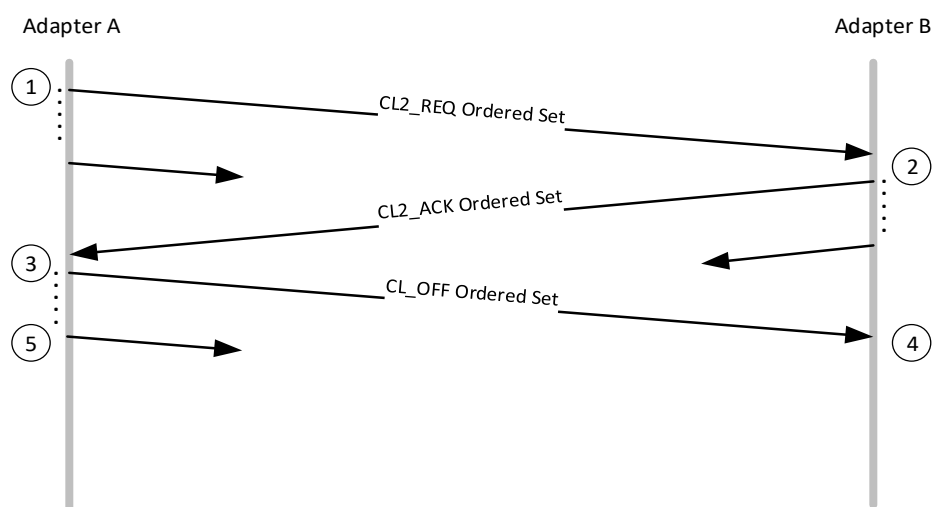 Adapter A
Adapter B
1
CL2_REQ Ordered Set
2
CL2_ACK Ordered Set
3
CL_OFF Ordered Set
5
4